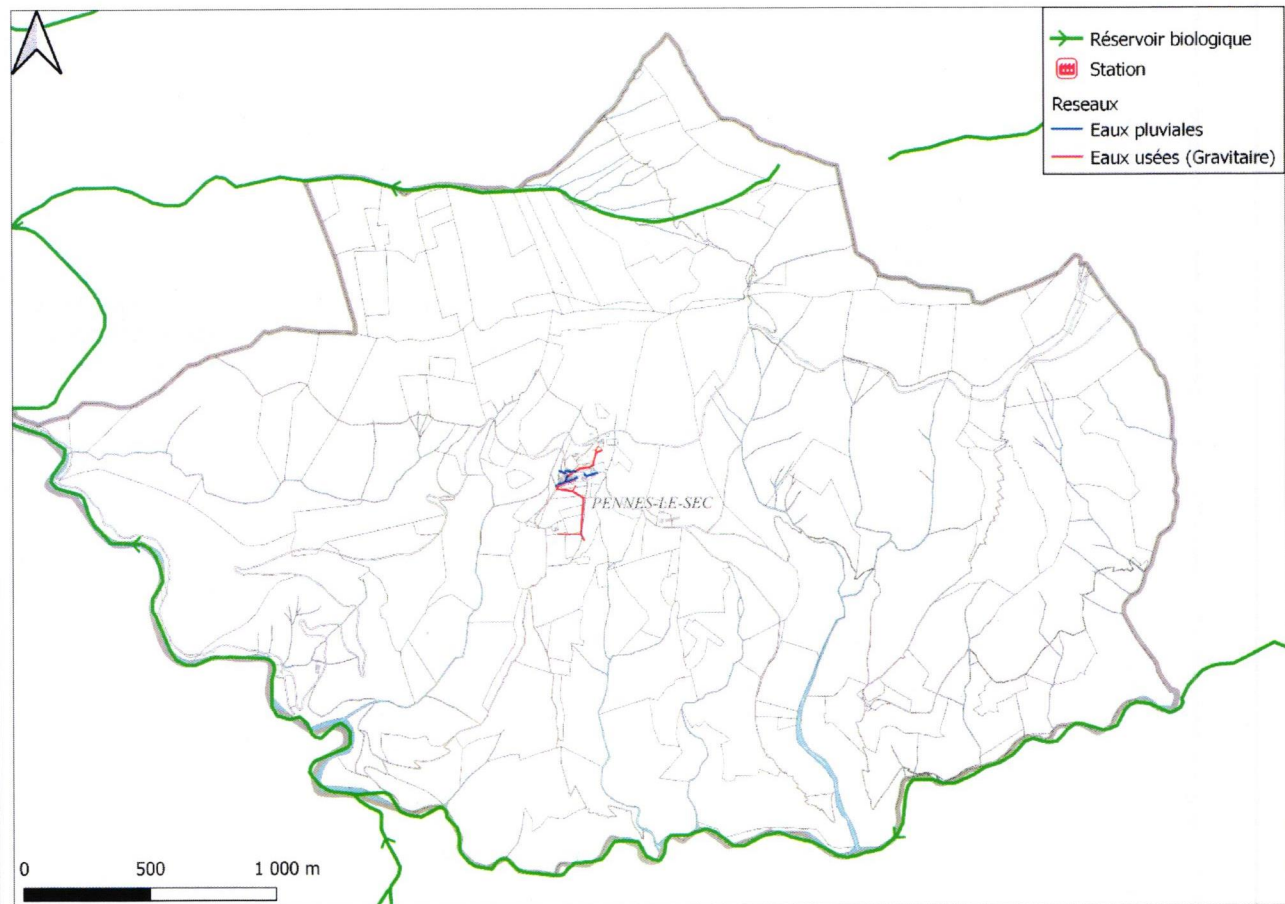 Réservoir biologique
Station
Reseaux
Eaux pluviales
Eaux usées (Gravitaire)
PENNES-LE-SEC
0 500 1 000 m